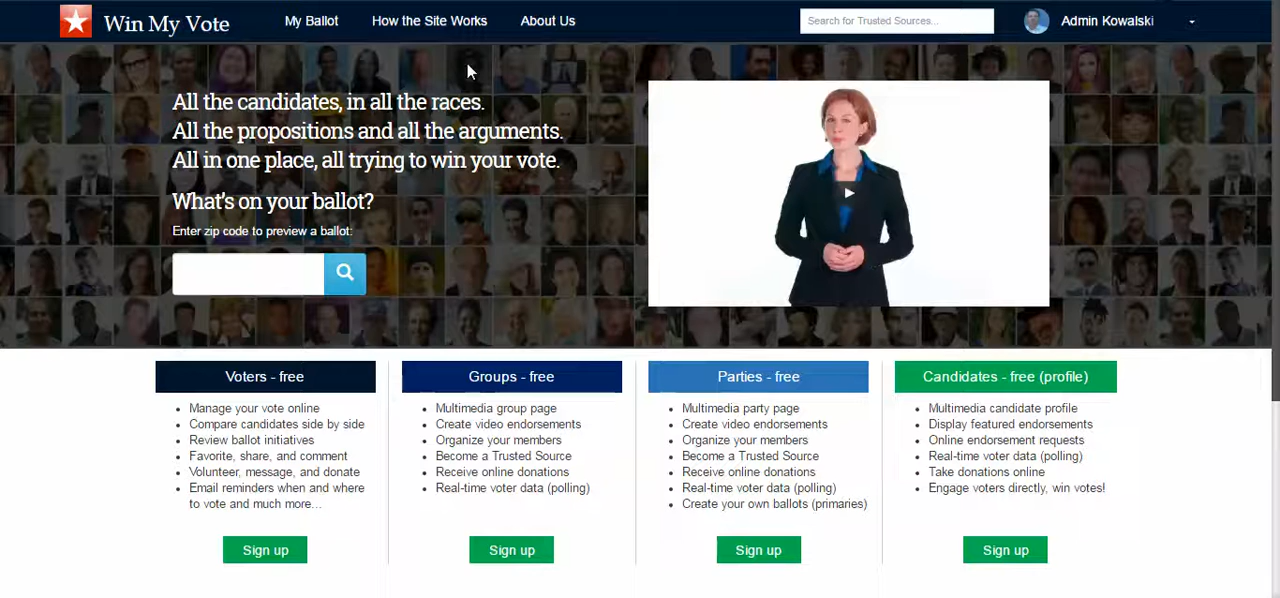 Win My Vote
My Ballot
How the Site Works
About Us
Search for Trusted Sources...
Admin Kowalski
All the candidates, in all the races.
All the propositions and all the arguments.
All in one place, all trying to win your vote.
What's on your ballot?
Enter zip code to preview a ballot:
Voters - free
Manage your vote online
Compare candidates side by side
Review ballot initiatives
Favorite, share, and comment
Volunteer, message, and donate
Email reminders when and where
to vote and much more...
Sign up
Groups - free
Multimedia group page
Create video endorsements
Organize your members
Become a Trusted Source
Receive online donations
Real-time voter data (polling)
Sign up
Parties - free
Multimedia party page
Create video endorsements
Organize your members
Become a Trusted Source
Receive online donations
Real-time voter data (polling)
Create your own ballots (primaries)
Sign up
Candidates - free (profile)
Multimedia candidate profile
Display featured endorsements
Online endorsement requests
Real-time voter data (polling)
Take donations online
Engage voters directly, win votes!
Sign up